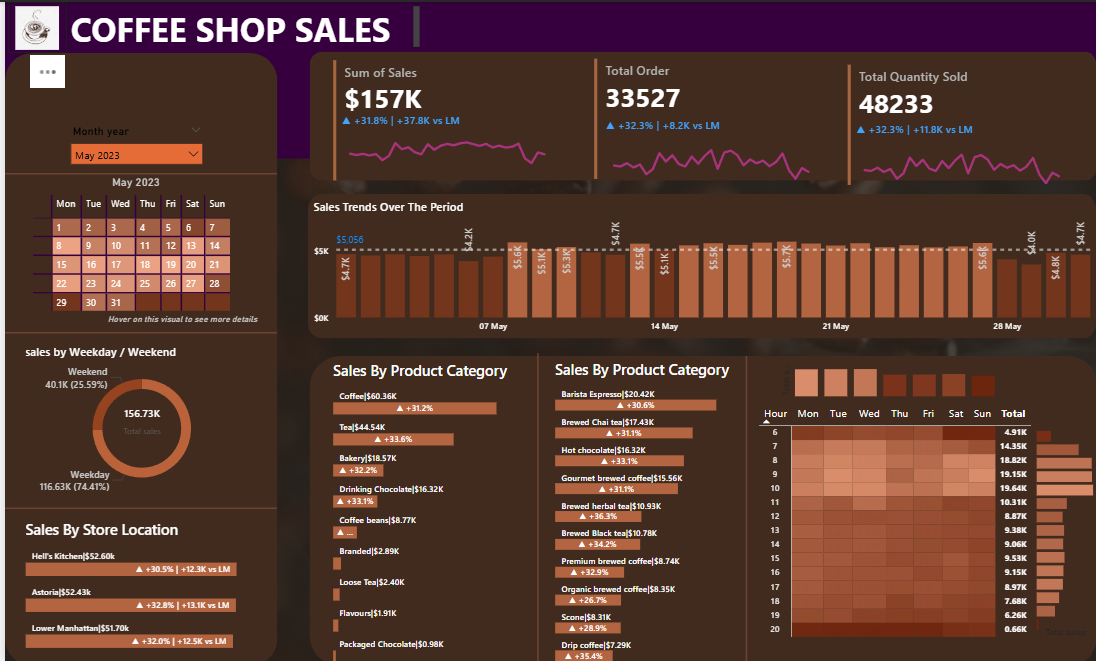 COFFEE SHOP SALES
Month year
May 2023
May 2023
Mon Tue Wed Thu Fri Sat Sun
1 2 3 4 5 6 7
8 9 10 11 12 13 14
15 16 17 18 19 20 21
22 23 24 25 26 27 28
29 30 31
Hover on this visual to see more details
sales by Weekday / Weekend
Weekend
40.1K (25.59%)
156.73K
Total sales
Weekday
116.63K (74.41%)
Sales By Store Location
Hell's Kitchen|$52.60k
▲ +30.5% | +12.3K vs LM
Astoria|$52.43k
▲ +32.8% | +13.1K vs LM
Lower Manhattan|$51.70k
▲ +32.0% | +12.5K vs LM
Sum of Sales
$157K
▲ +31.8% | +37.8K vs LM
Total Order
33527
▲ +32.3% | +8.2K vs LM
Total Quantity Sold
48233
▲ +32.3% | +11.8K vs LM
Sales Trends Over The Period
$5,056
$5K
$0K
$4.7K
$4.2K
$5.6K
$5.1K
$5.3K
$4.7K
$5.5K
$5.1K
$5.5K
$5.7K
$5.6K
$4.0K
$4.8K
$4.7K
07 May
14 May
21 May
28 May
Sales By Product Category
Coffee|$60.36K
▲ +31.2%
Tea|$44.54K
▲ +33.6%
Bakery|$18.57K
▲ +32.2%
Drinking Chocolate|$16.32K
▲ +33.1%
Coffee beans|$8.77K
▲ ...
Branded|$2.89K
Loose Tea|$2.40K
Flavours|$1.91K
Packaged Chocolate|$0.98K
Sales By Product Category
Barista Espresso|$20.42K
▲ +30.6%
Brewed Chai tea|$17.43K
▲ +31.1%
Hot chocolate|$16.32K
▲ +33.1%
Gourmet brewed coffee|$15.56K
▲ +31.1%
Brewed herbal tea|$10.93K
▲ +36.3%
Brewed Black tea|$10.78K
▲ +34.2%
Premium brewed coffee|$8.74K
▲ +32.9%
Organic brewed coffee|$8.35K
▲ +26.7%
Scone|$8.31K
▲ +28.9%
Drip coffee|$7.29K
▲ +35.4%
Hour Mon Tue Wed Thu Fri Sat Sun Total
6 4.91K
7 14.35K
8 18.82K
9 19.15K
10 19.64K
11 10.31K
12 8.87K
13 9.38K
14 9.06K
15 9.53K
16 9.15K
17 8.97K
18 7.68K
19 6.26K
20 0.66K